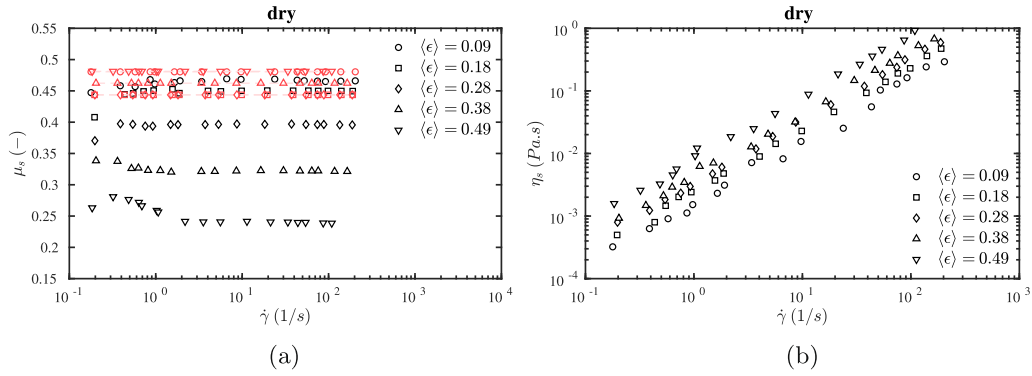 (a)
dry
0.55
0.5
0.45
0.4
0.35
0.3
0.25
0.2
0.15
μ_s (−)
10^-1
10^0
10^1
10^2
10^3
10^4
γ̇ (1/s)
⟨ϵ⟩ = 0.09
⟨ϵ⟩ = 0.18
⟨ϵ⟩ = 0.28
⟨ϵ⟩ = 0.38
⟨ϵ⟩ = 0.49
(a)
(b)
dry
10^0
10^-1
10^-2
10^-3
10^-4
η_s (Pa.s)
10^-1
10^0
10^1
10^2
10^3
γ̇ (1/s)
⟨ϵ⟩ = 0.09
⟨ϵ⟩ = 0.18
⟨ϵ⟩ = 0.28
⟨ϵ⟩ = 0.38
⟨ϵ⟩ = 0.49
(b)